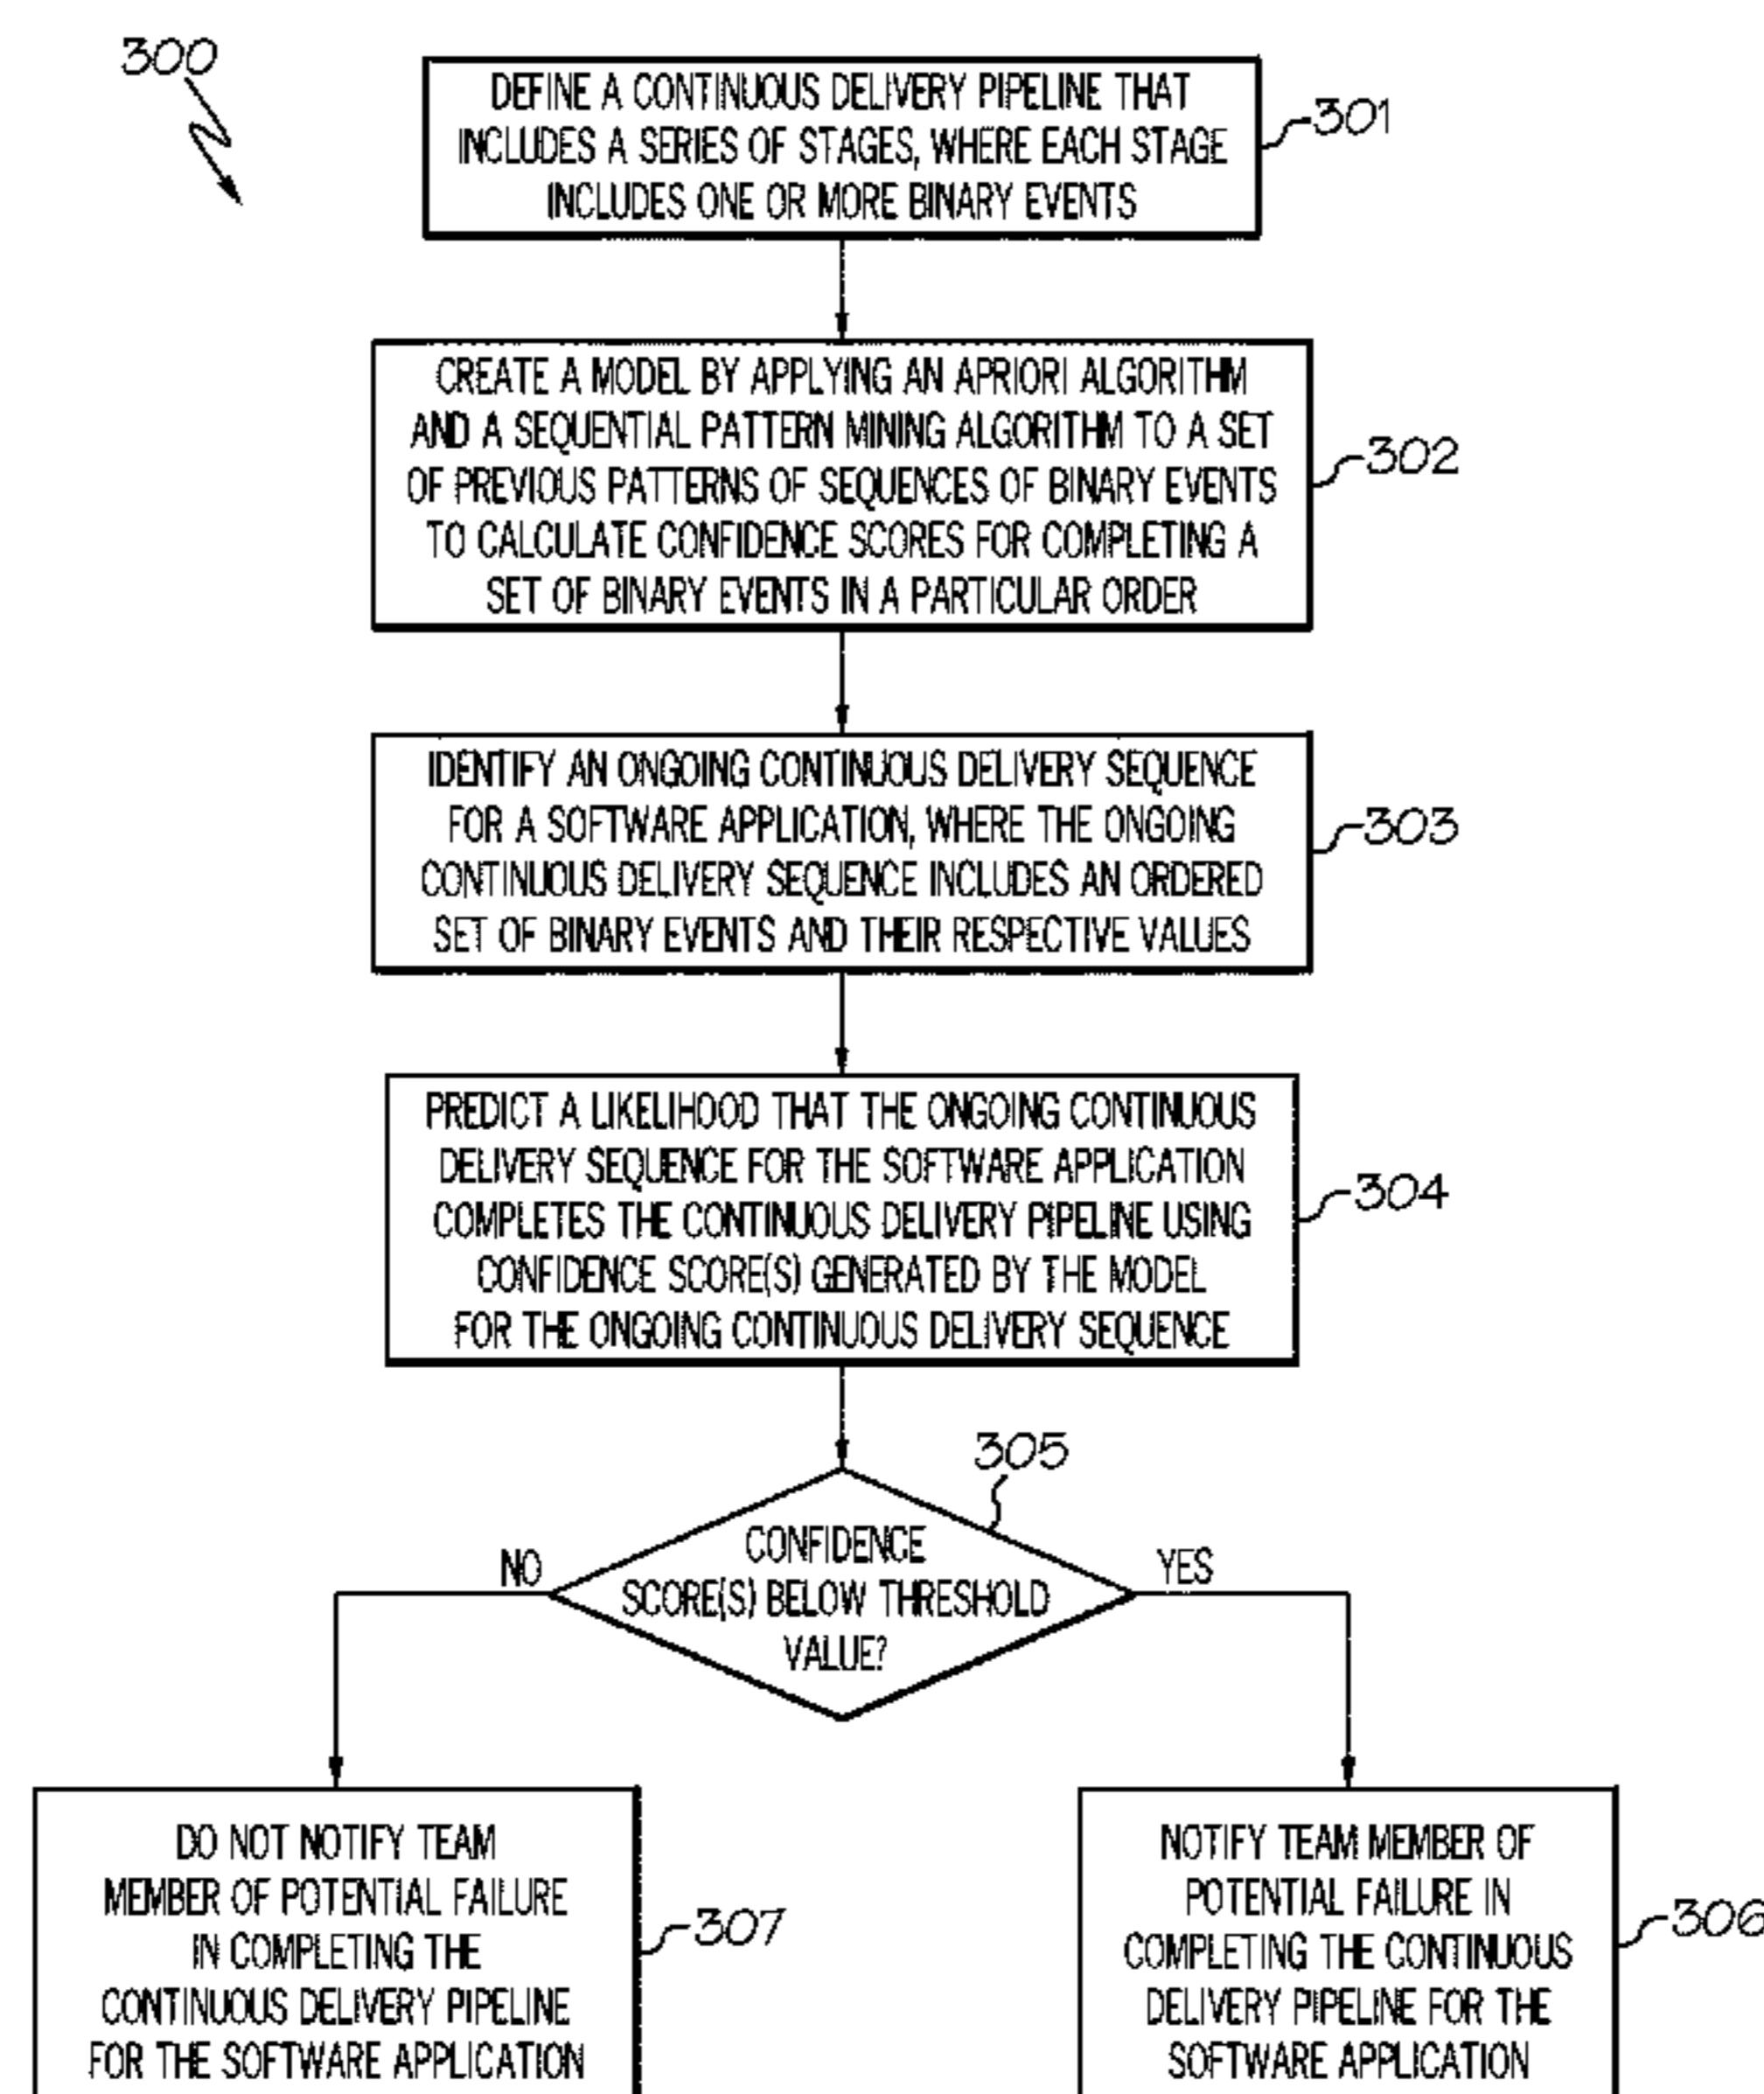 300
DEFINE A CONTINUOUS DELIVERY PIPELINE THAT
INCLUDES A SERIES OF STAGES, WHERE EACH STAGE
INCLUDES ONE OR MORE BINARY EVENTS
301
CREATE A MODEL BY APPLYING AN APRIORI ALGORITHM
AND A SEQUENTIAL PATTERN MINING ALGORITHM TO A SET
OF PREVIOUS PATTERNS OF SEQUENCES OF BINARY EVENTS
TO CALCULATE CONFIDENCE SCORES FOR COMPLETING A
SET OF BINARY EVENTS IN A PARTICULAR ORDER
302
IDENTIFY AN ONGOING CONTINUOUS DELIVERY SEQUENCE
FOR A SOFTWARE APPLICATION, WHERE THE ONGOING
CONTINUOUS DELIVERY SEQUENCE INCLUDES AN ORDERED
SET OF BINARY EVENTS AND THEIR RESPECTIVE VALUES
303
PREDICT A LIKELIHOOD THAT THE ONGOING CONTINUOUS
DELIVERY SEQUENCE FOR THE SOFTWARE APPLICATION
COMPLETES THE CONTINUOUS DELIVERY PIPELINE USING
CONFIDENCE SCORE(S) GENERATED BY THE MODEL
FOR THE ONGOING CONTINUOUS DELIVERY SEQUENCE
304
305
CONFIDENCE
SCORE(S) BELOW THRESHOLD
VALUE?
NO
YES
DO NOT NOTIFY TEAM
MEMBER OF POTENTIAL FAILURE
IN COMPLETING THE
CONTINUOUS DELIVERY PIPELINE
FOR THE SOFTWARE APPLICATION
307
NOTIFY TEAM MEMBER OF
POTENTIAL FAILURE IN
COMPLETING THE CONTINUOUS
DELIVERY PIPELINE FOR THE
SOFTWARE APPLICATION
306